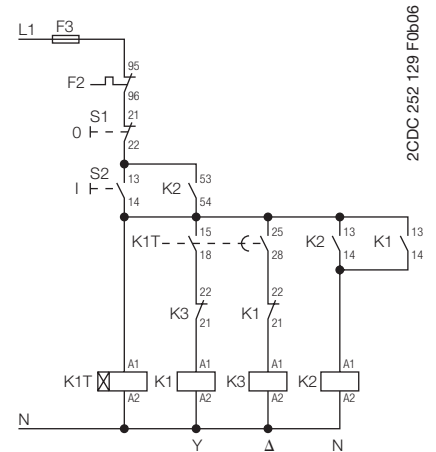 L1 F3
95
F2
96
S1 21
0
22
S2 13 53
I K2
14 54
15 25 13 13
K1T K2 K1
18 28 14 14
22 22
K3 K1
21 21
A1 A1 A1 A1
K1T K1 K3 K2
A2 A2 A2 A2
N
Y Δ N
2CDC 252 129 F0b06